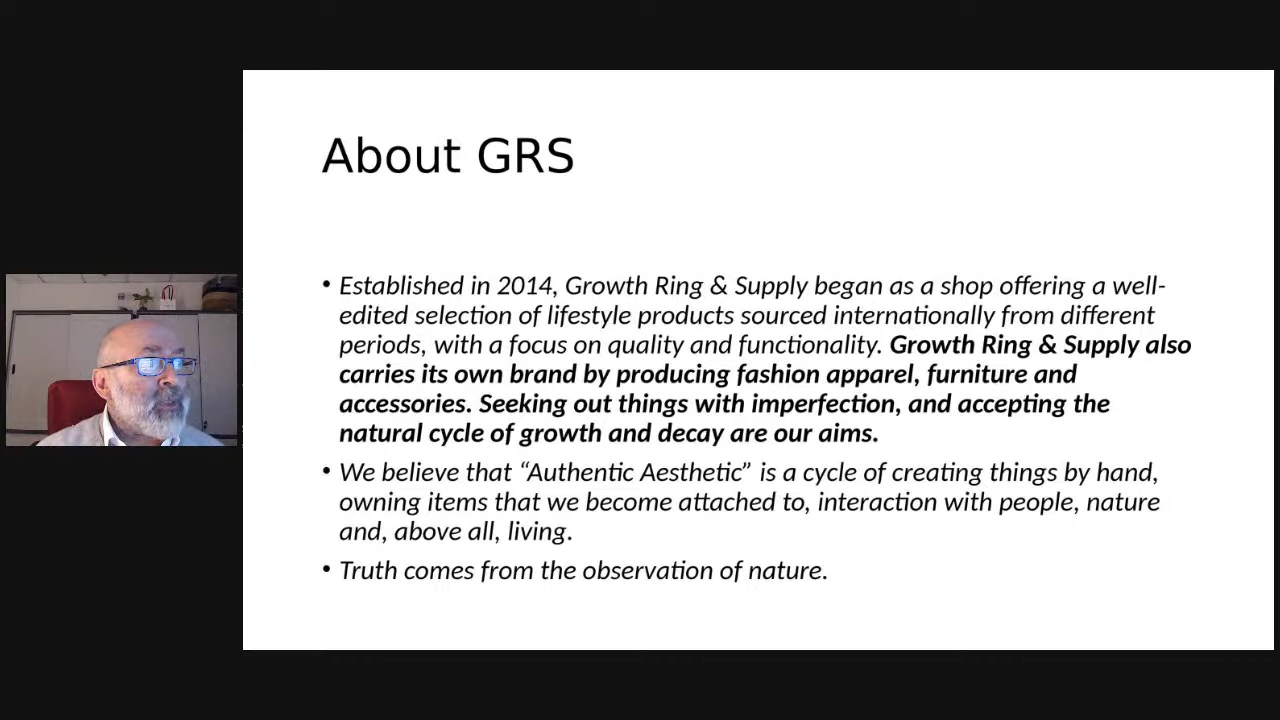 About GRS
• Established in 2014, Growth Ring & Supply began as a shop offering a well-
edited selection of lifestyle products sourced internationally from different
periods, with a focus on quality and functionality. Growth Ring & Supply also
carries its own brand by producing fashion apparel, furniture and
accessories. Seeking out things with imperfection, and accepting the
natural cycle of growth and decay are our aims.
• We believe that “Authentic Aesthetic” is a cycle of creating things by hand,
owning items that we become attached to, interaction with people, nature
and, above all, living.
• Truth comes from the observation of nature.